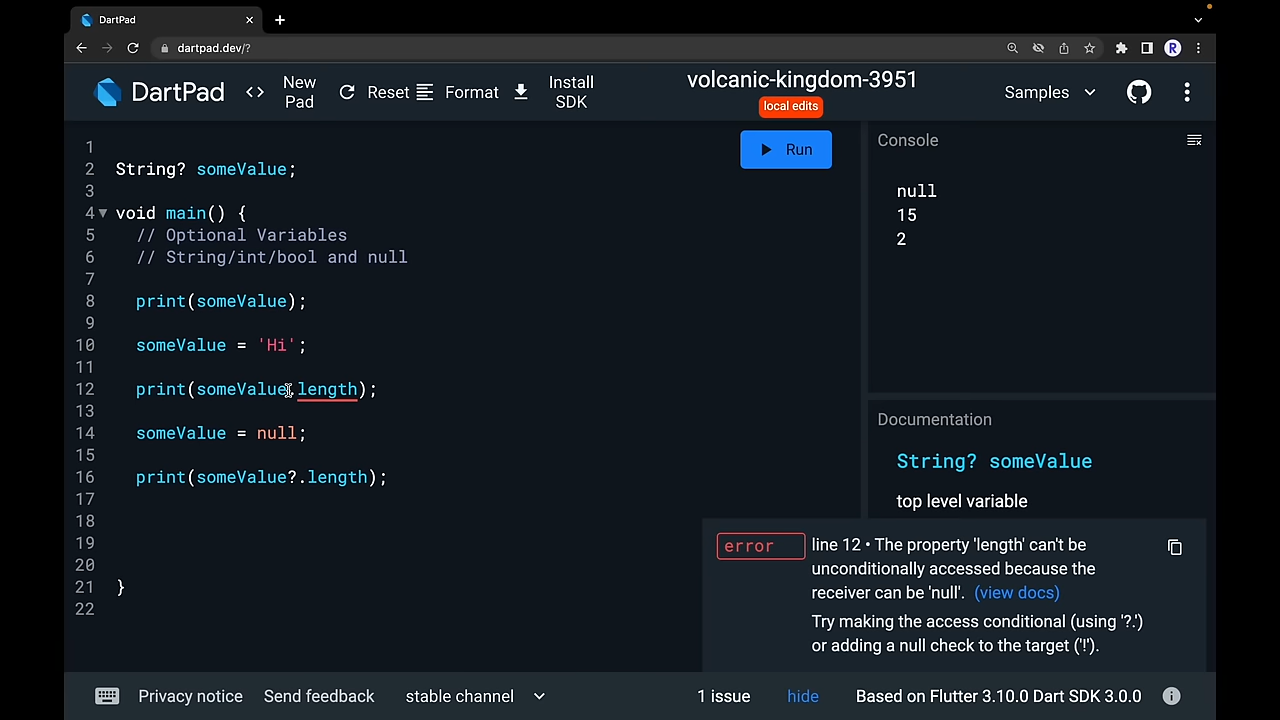 DartPad
dartpad.dev/?
R
DartPad
<> New Pad
Reset
Format
Install SDK
volcanic-kingdom-3951
local edits
Samples
Run
1
2 String? someValue;
3
4 void main() {
5 // Optional Variables
6 // String/int/bool and null
7
8 print(someValue);
9
10 someValue = 'Hi';
11
12 print(someValue.length);
13
14 someValue = null;
15
16 print(someValue?.length);
17
18
19
20
21 }
22
Console
null
15
2
Documentation
String? someValue
top level variable
error
line 12 • The property 'length' can't be
unconditionally accessed because the
receiver can be 'null'. (view docs)
Try making the access conditional (using '?.')
or adding a null check to the target ('!').
Privacy notice
Send feedback
stable channel
1 issue
hide
Based on Flutter 3.10.0 Dart SDK 3.0.0